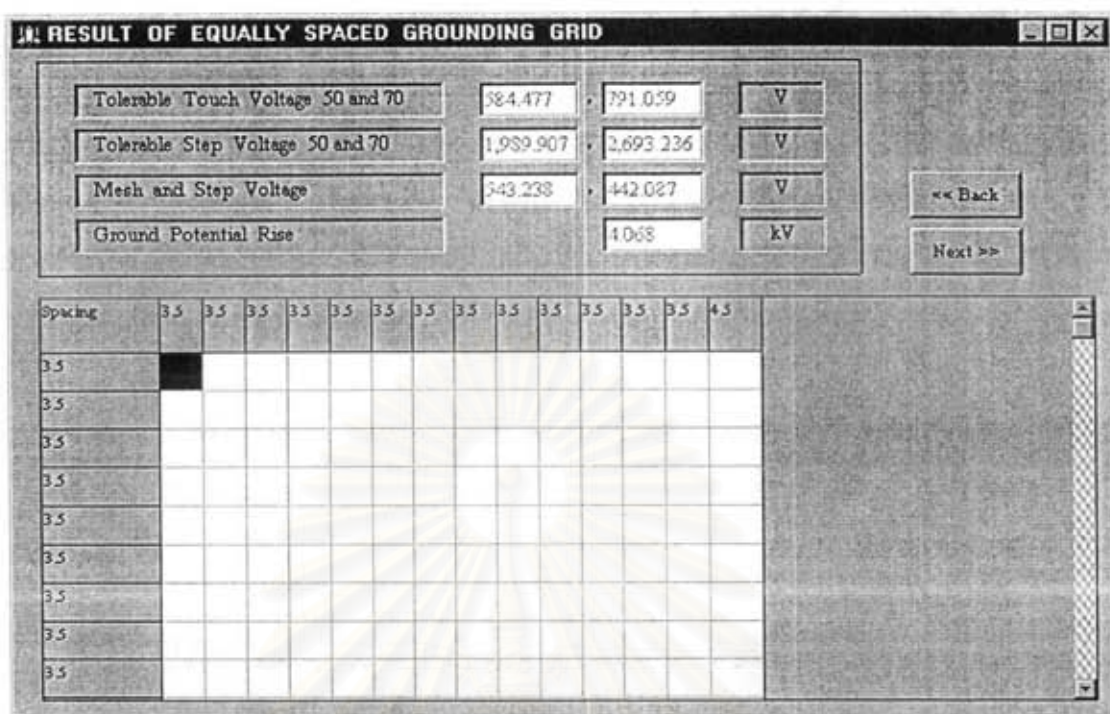 RESULT OF EQUALLY SPACED GROUNDING GRID
Tolerable Touch Voltage 50 and 70 584.477 , 791.059 V
Tolerable Step Voltage 50 and 70 1,989.907 , 2,693.236 V
Mesh and Step Voltage 543.238 , 442.087 V
Ground Potential Rise 4.068 kV
<< Back
Next >>
Spacing 3.5 3.5 3.5 3.5 3.5 3.5 3.5 3.5 3.5 3.5 3.5 3.5 3.5 4.5
3.5
3.5
3.5
3.5
3.5
3.5
3.5
3.5
3.5